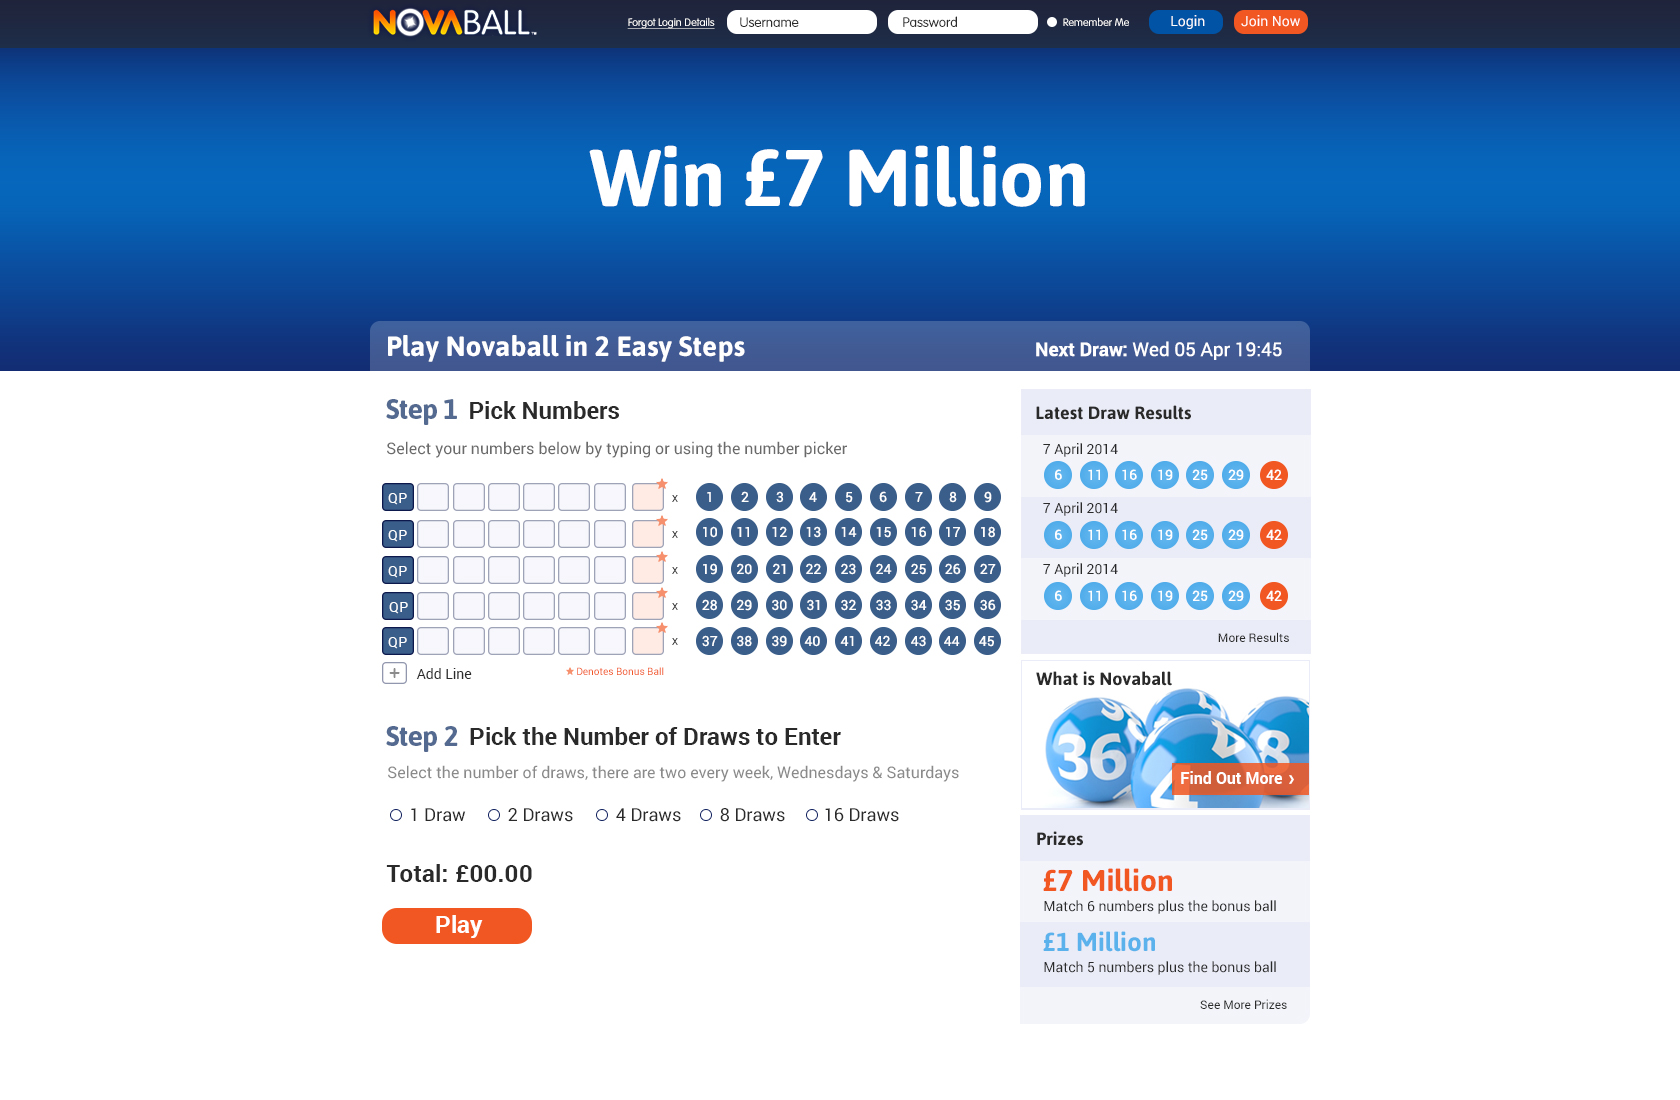 NOVABALL™
Forgot Login Details
Username
Password
Remember Me
Login
Join Now
Win £7 Million
Play Novaball in 2 Easy Steps
Next Draw: Wed 05 Apr 19:45
Step 1 Pick Numbers
Select your numbers below by typing or using the number picker
QP x 1 2 3 4 5 6 7 8 9
QP x 10 11 12 13 14 15 16 17 18
QP x 19 20 21 22 23 24 25 26 27
QP x 28 29 30 31 32 33 34 35 36
QP x 37 38 39 40 41 42 43 44 45
+ Add Line
★ Denotes Bonus Ball
Step 2 Pick the Number of Draws to Enter
Select the number of draws, there are two every week, Wednesdays & Saturdays
1 Draw 2 Draws 4 Draws 8 Draws 16 Draws
Total: £00.00
Play
Latest Draw Results
7 April 2014
6 11 16 19 25 29 42
7 April 2014
6 11 16 19 25 29 42
7 April 2014
6 11 16 19 25 29 42
More Results
What is Novaball
36
4
8
Find Out More ›
Prizes
£7 Million
Match 6 numbers plus the bonus ball
£1 Million
Match 5 numbers plus the bonus ball
See More Prizes